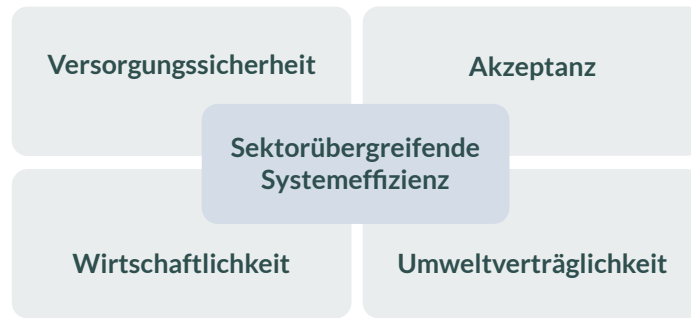 Versorgungssicherheit
Akzeptanz
Sektorübergreifende
Systemeffizienz
Wirtschaftlichkeit
Umweltverträglichkeit